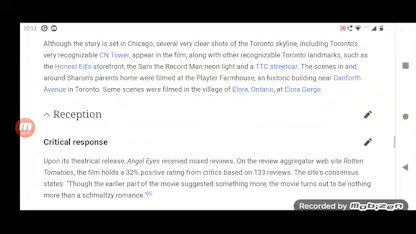 10:13
Although the story is set in Chicago, several very clear shots of the Toronto skyline, including Toronto's
very recognizable CN Tower, appear in the film, along with other recognizable Toronto landmarks, such as
the Honest Ed's storefront, the Sam the Record Man neon light and a TTC streetcar. The scenes in and
around Sharon's parents home were filmed at the Playter Farmhouse, an historic building near Danforth
Avenue in Toronto. Some scenes were filmed in the village of Elora, Ontario, at Elora Gorge.
Reception
Critical response
Upon its theatrical release, Angel Eyes received mixed reviews. On the review aggregator web site Rotten
Tomatoes, the film holds a 32% positive rating from critics based on 133 reviews. The site's consensus
states: "Though the earlier part of the movie suggested something more, the movie turns out to be nothing
more than a schmaltzy romance."
Recorded by MOBIZEN